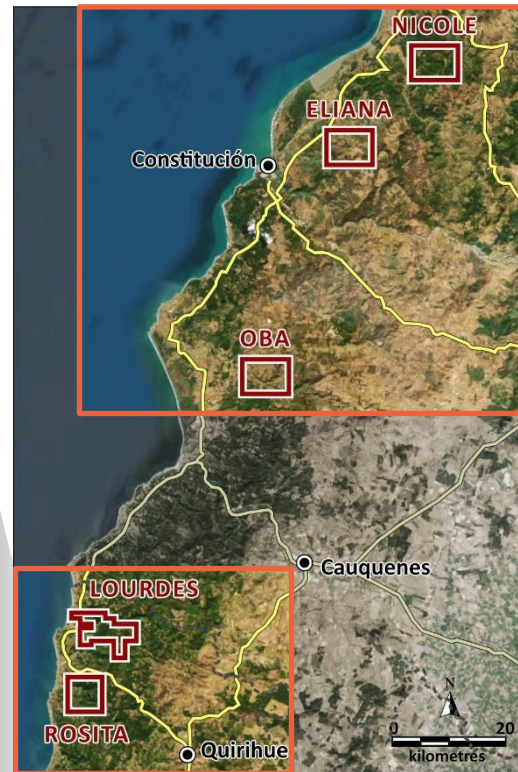 NICOLE
ELIANA
Constitución
OBA
Cauquenes
LOURDES
ROSITA
Quirihue
N
0 20
kilometres